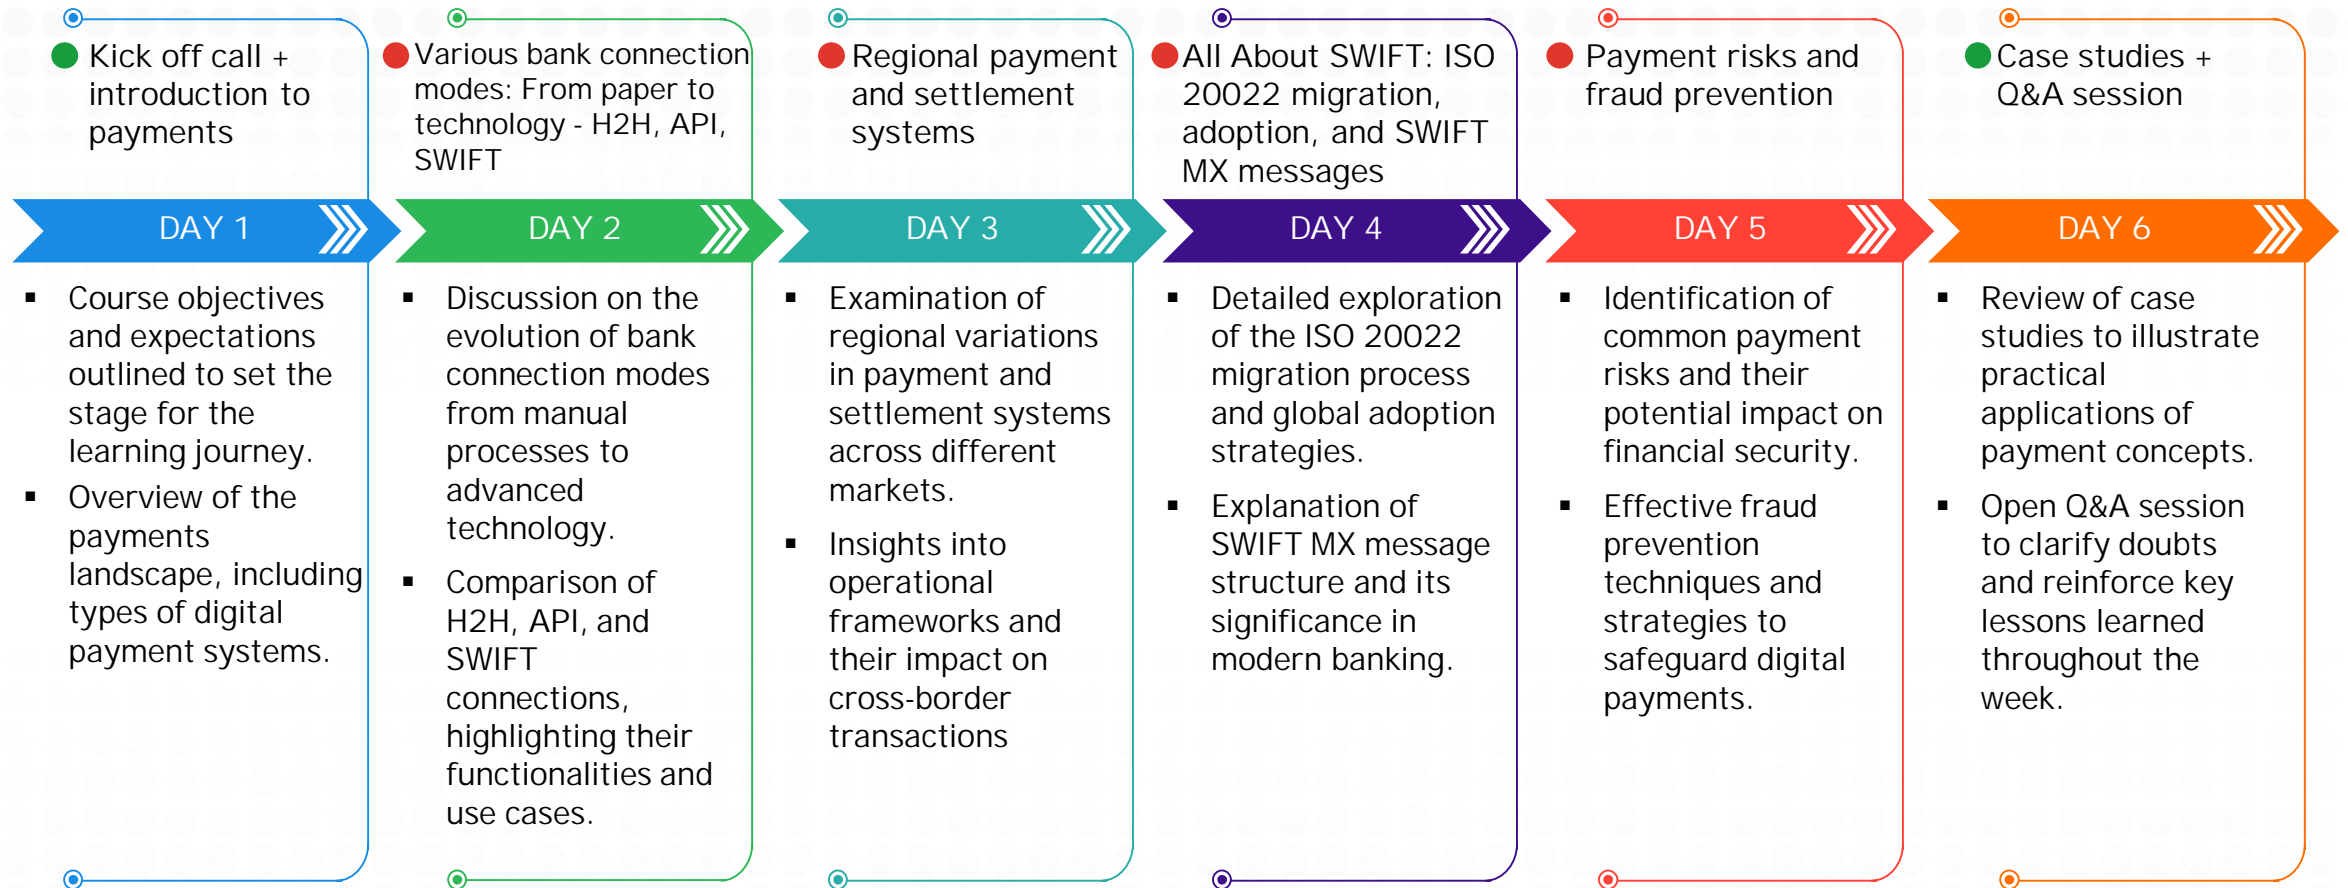 Kick off call +
introduction to
payments
Various bank connection
modes: From paper to
technology - H2H, API,
SWIFT
Regional payment
and settlement
systems
All About SWIFT: ISO
20022 migration,
adoption, and SWIFT
MX messages
Payment risks and
fraud prevention
Case studies +
Q&A session
DAY 1
DAY 2
DAY 3
DAY 4
DAY 5
DAY 6
▪ Course objectives
and expectations
outlined to set the
stage for the
learning journey.
▪ Overview of the
payments
landscape, including
types of digital
payment systems.
▪ Discussion on the
evolution of bank
connection modes
from manual
processes to
advanced
technology.
▪ Comparison of
H2H, API, and
SWIFT
connections,
highlighting their
functionalities and
use cases.
▪ Examination of
regional variations
in payment and
settlement systems
across different
markets.
▪ Insights into
operational
frameworks and
their impact on
cross-border
transactions
▪ Detailed exploration
of the ISO 20022
migration process
and global adoption
strategies.
▪ Explanation of
SWIFT MX message
structure and its
significance in
modern banking.
▪ Identification of
common payment
risks and their
potential impact on
financial security.
▪ Effective fraud
prevention
techniques and
strategies to
safeguard digital
payments.
▪ Review of case
studies to illustrate
practical
applications of
payment concepts.
▪ Open Q&A session
to clarify doubts
and reinforce key
lessons learned
throughout the
week.